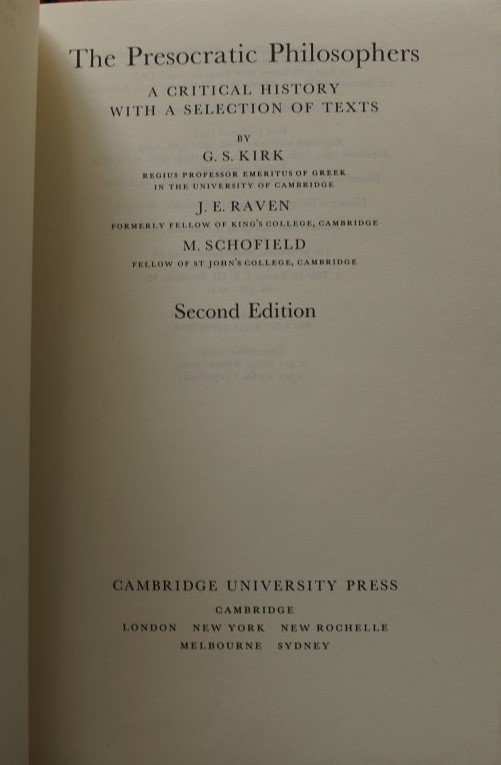 The Presocratic Philosophers
A CRITICAL HISTORY
WITH A SELECTION OF TEXTS
BY
G. S. KIRK
REGIUS PROFESSOR EMERITUS OF GREEK
IN THE UNIVERSITY OF CAMBRIDGE
J. E. RAVEN
FORMERLY FELLOW OF KING'S COLLEGE, CAMBRIDGE
M. SCHOFIELD
FELLOW OF ST JOHN'S COLLEGE, CAMBRIDGE
Second Edition
CAMBRIDGE UNIVERSITY PRESS
CAMBRIDGE
LONDON NEW YORK NEW ROCHELLE
MELBOURNE SYDNEY